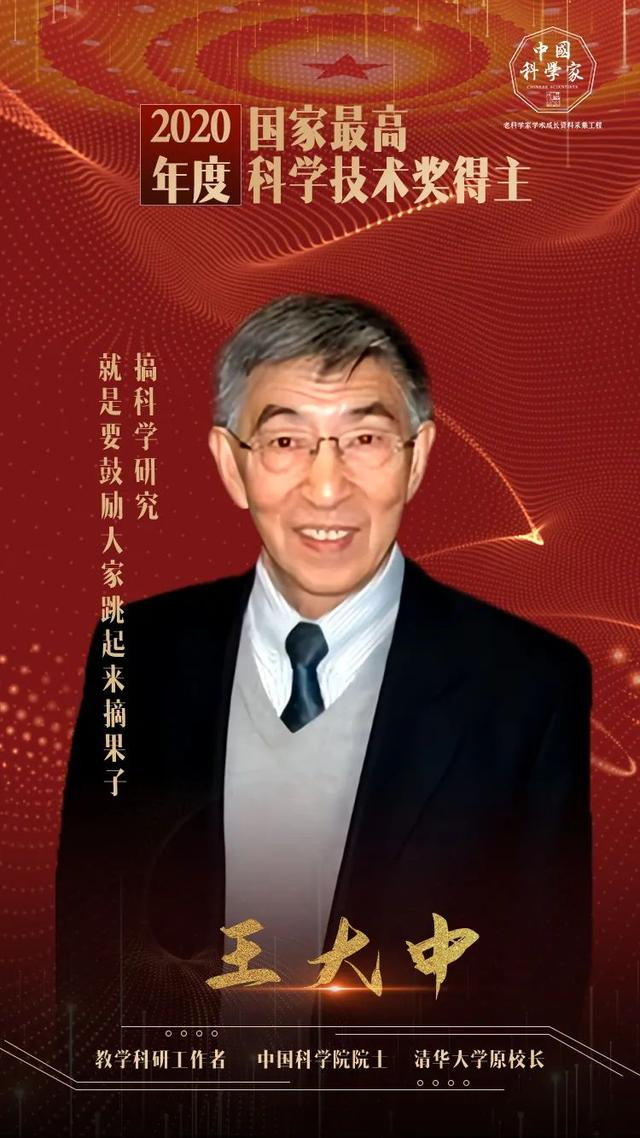 中國
科學家
CHINESE SCIENTISTS
老科学家学术成长资料采集工程
2020
年度
国家最高
科学技术奖得主
搞科学研究
就是要鼓励大家跳起来摘果子
王大中
教学科研工作者 中国科学院院士 清华大学原校长